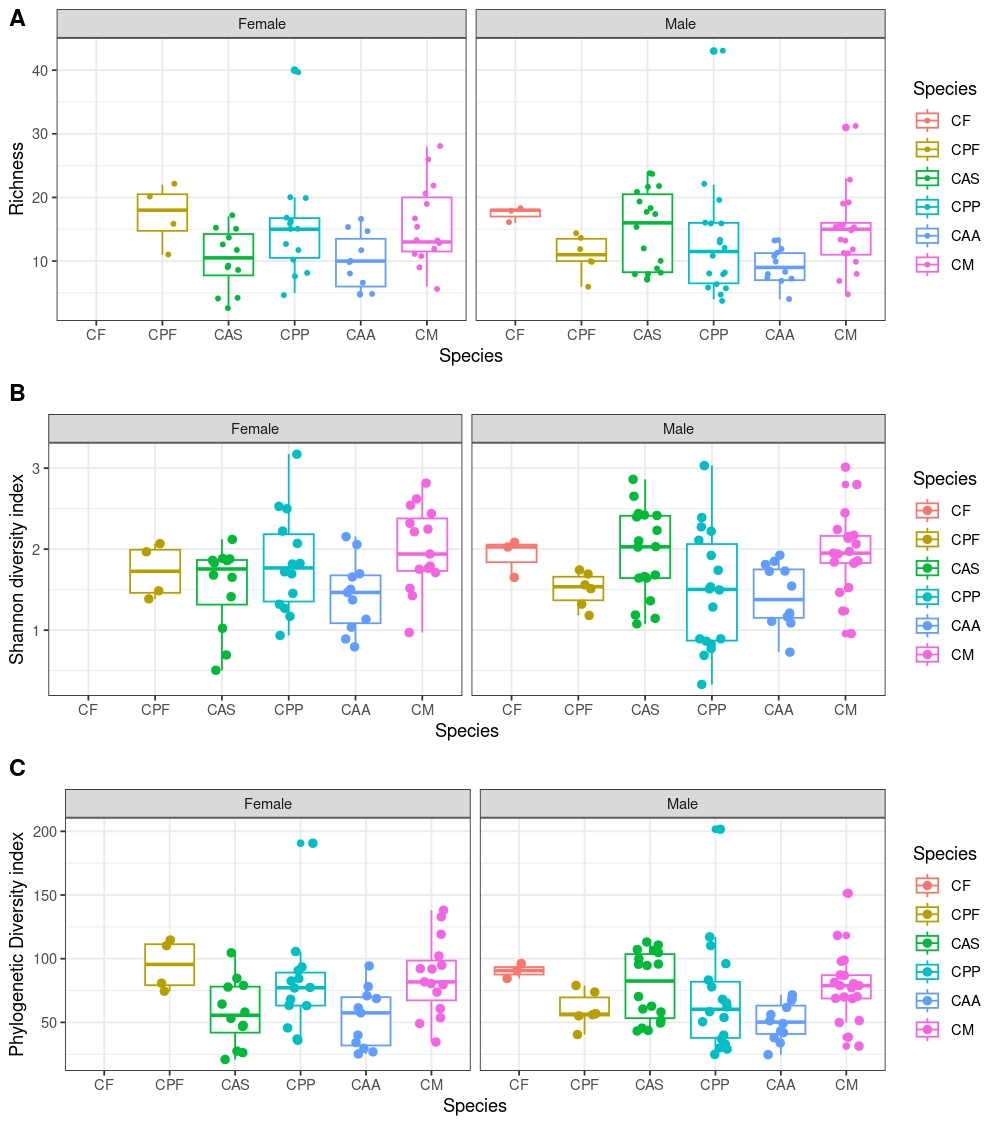 A
Female
Male
Richness
40
30
20
10
CF
CPF
CAS
CPP
CAA
CM
CF
CPF
CAS
CPP
CAA
CM
Species
Species
CF
CPF
CAS
CPP
CAA
CM
B
Female
Male
Shannon diversity index
3
2
1
CF
CPF
CAS
CPP
CAA
CM
CF
CPF
CAS
CPP
CAA
CM
Species
Species
CF
CPF
CAS
CPP
CAA
CM
C
Female
Male
Phylogenetic Diversity index
200
150
100
50
CF
CPF
CAS
CPP
CAA
CM
CF
CPF
CAS
CPP
CAA
CM
Species
Species
CF
CPF
CAS
CPP
CAA
CM